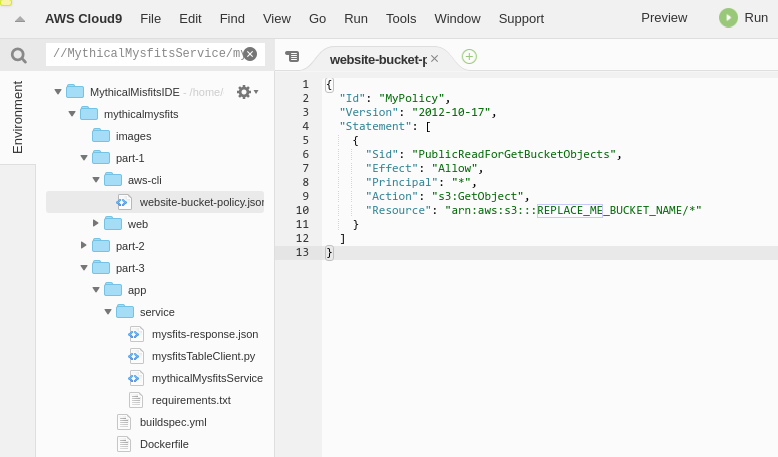 AWS Cloud9 File Edit Find View Go Run Tools Window Support Preview Run
//MythicalMysfitsService/my
website-bucket-p
Environment
MythicalMisfitsIDE - /home/
mythicalmysfits
images
part-1
aws-cli
website-bucket-policy.json
web
part-2
part-3
app
service
mysfits-response.json
mysfitsTableClient.py
mythicalMysfitsService
requirements.txt
buildspec.yml
Dockerfile
1 {
2 "Id": "MyPolicy",
3 "Version": "2012-10-17",
4 "Statement": [
5 {
6 "Sid": "PublicReadForGetBucketObjects",
7 "Effect": "Allow",
8 "Principal": "*",
9 "Action": "s3:GetObject",
10 "Resource": "arn:aws:s3:::REPLACE_ME_BUCKET_NAME/*"
11 }
12 ]
13 }